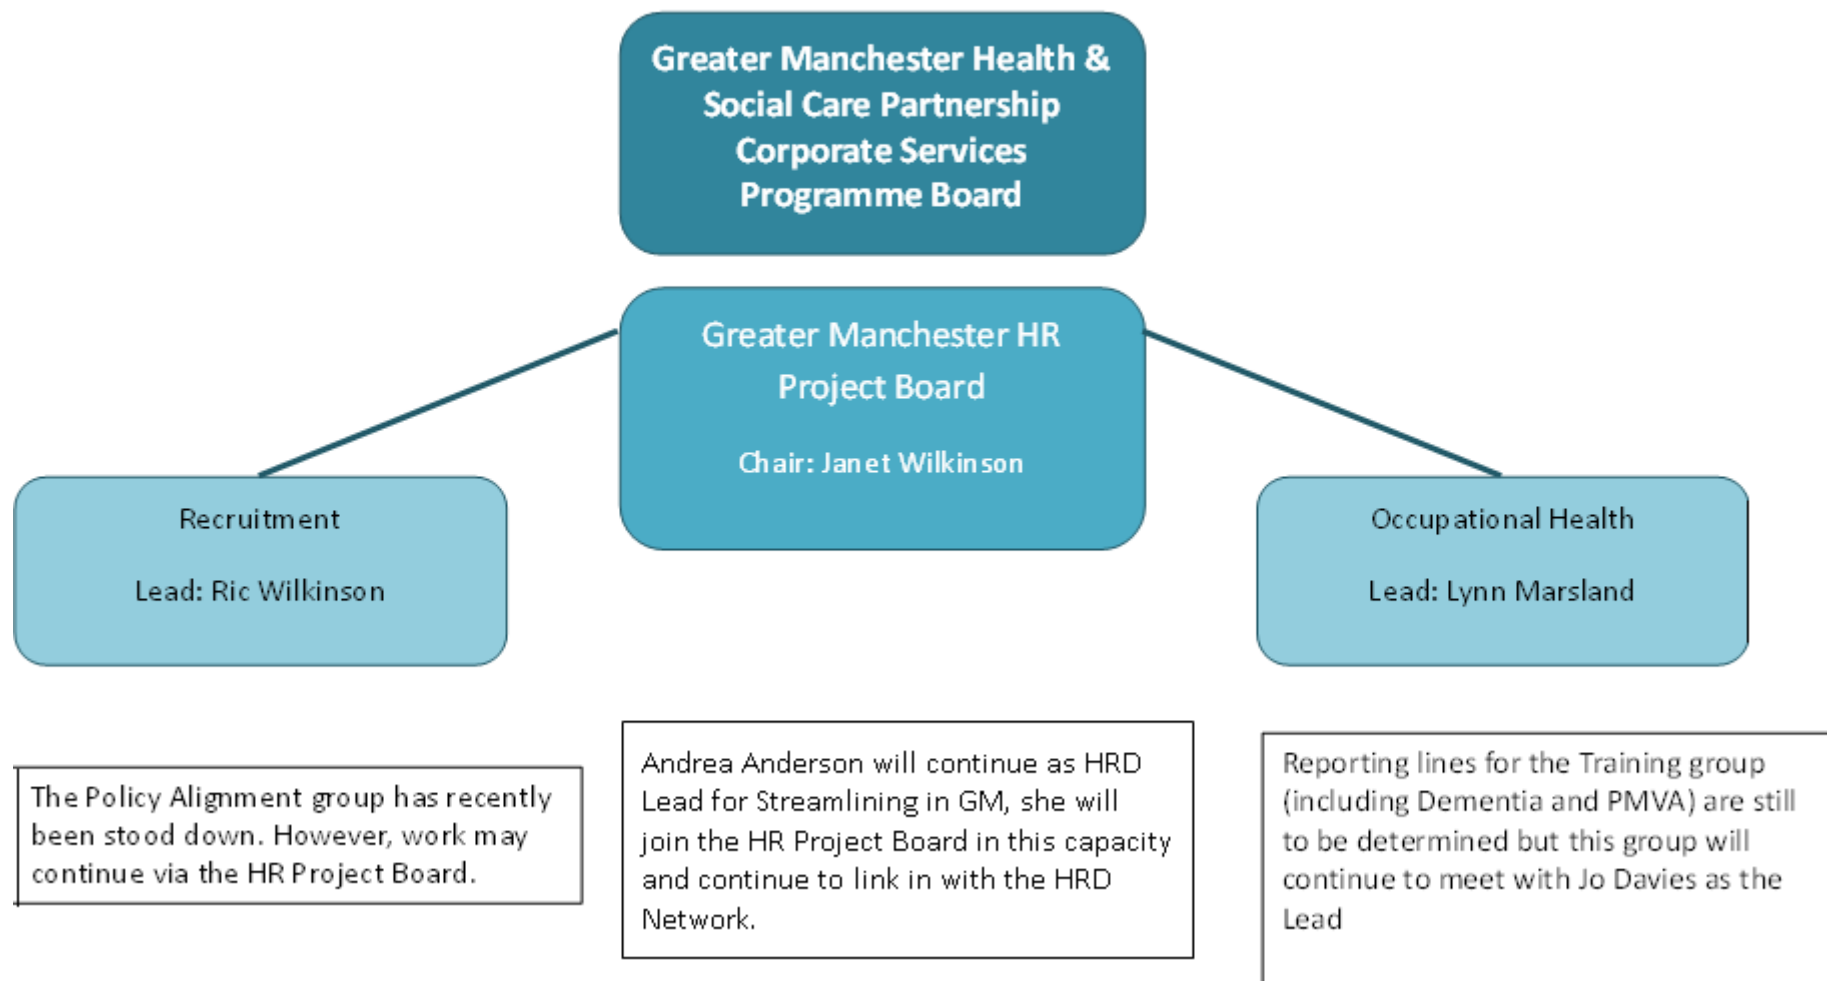 Greater Manchester Health &
Social Care Partnership
Corporate Services
Programme Board
Greater Manchester HR
Project Board
Chair: Janet Wilkinson
Recruitment
Lead: Ric Wilkinson
Occupational Health
Lead: Lynn Marsland
The Policy Alignment group has recently
been stood down. However, work may
continue via the HR Project Board.
Andrea Anderson will continue as HRD
Lead for Streamlining in GM, she will
join the HR Project Board in this capacity
and continue to link in with the HRD
Network.
Reporting lines for the Training group
(including Dementia and PMVA) are still
to be determined but this group will
continue to meet with Jo Davies as the
Lead